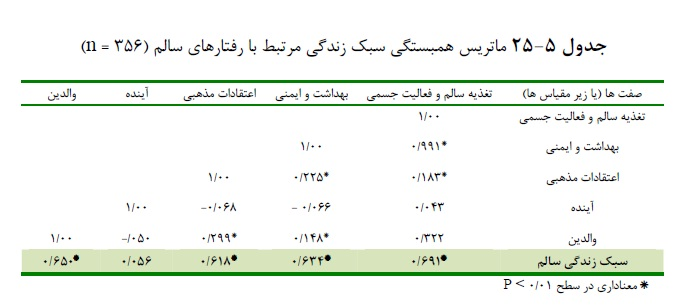 جدول ۵-۲۵ ماتریس همبستگی سبک زندگی مرتبط با رفتارهای سالم (n = ۳۵۶)
صفت ها (یا زیر مقیاس ها) تغذیه سالم و فعالیت جسمی بهداشت و ایمنی اعتقادات مذهبی آینده والدین
تغذیه سالم و فعالیت جسمی ۱/۰۰
بهداشت و ایمنی ۰/۹۹۱* ۱/۰۰
اعتقادات مذهبی ۰/۱۸۳* ۰/۲۲۵* ۱/۰۰
آینده ۰/۰۴۳ -۰/۰۶۶ -۰/۰۶۸ ۱/۰۰
والدین ۰/۳۲۲ ۰/۱۴۸* ۰/۲۹۹* -/۰۵۰ ۱/۰۰
سبک زندگی سالم ۰/۶۹۱* ۰/۶۳۴* ۰/۶۱۸* ۰/۰۵۶ ۰/۶۵۰*
* معناداری در سطح P < ۰/۰۱